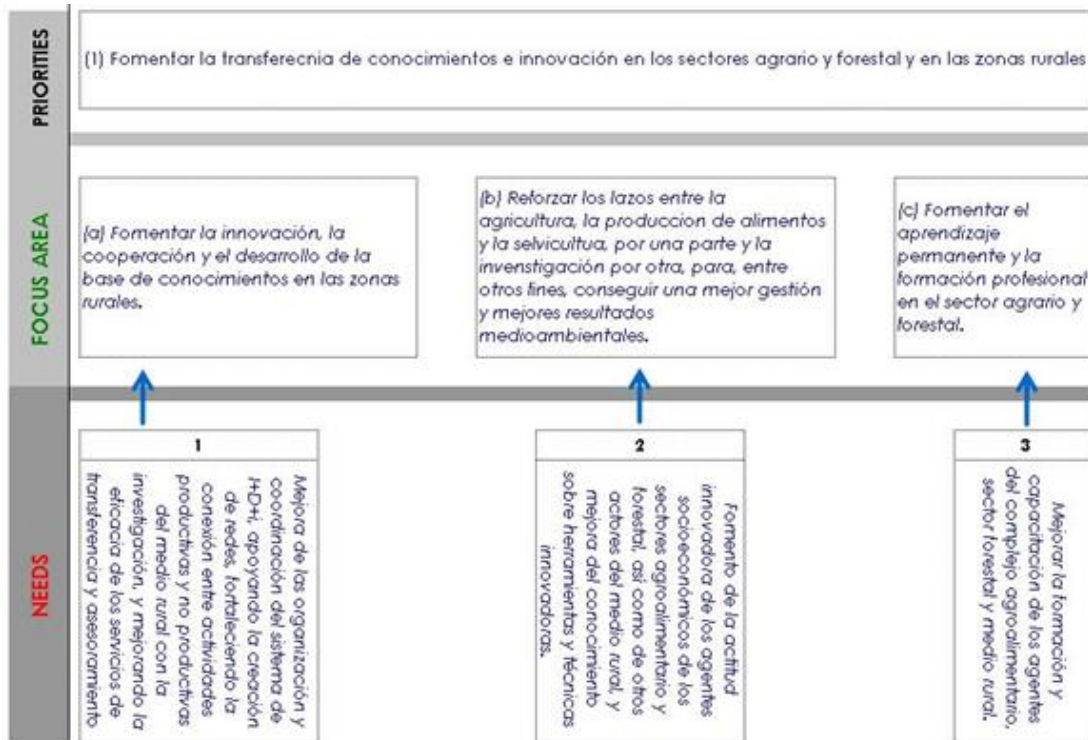 PRIORITIES
(1) Fomentar la transferecnia de conocimientos e innovación en los sectores agrario y forestal y en las zonas rurales
FOCUS AREA
(a) Fomentar la innovación, la
cooperación y el desarrollo de la
base de conocimientos en las zonas
rurales.
(b) Reforzar los lazos entre la
agricultura, la produccion de alimentos
y la selvicultua, por una parte y la
invenstigación por otra, para, entre
otros fines, conseguir una mejor gestión
y mejores resultados
medioambientales.
(c) Fomentar el
aprendizaje
permanente y la
formación profesional
en el sector agrario y
forestal.
NEEDS
1
Mejora de las organización y
coordinación del sistema de
I+D+i, apoyando la creación
de redes, fortaleciendo la
conexión entre actividades
productivas y no productivas
del medio rural con la
investigación, y mejorando la
eficacia de los servicios de
transferencia y asesoramiento
2
Fomento de la actitud
innovadora de los agentes
socioeconómicos de los
sectores agroalimentario y
forestal, así como de otros
actores del medio rural, y
mejora del conocimiento
sobre herramientas y técnicas
innovadoras.
3
Mejorar la formación y
capacitación de los agentes
del complejo agroalimentario,
sector forestal y medio rural.